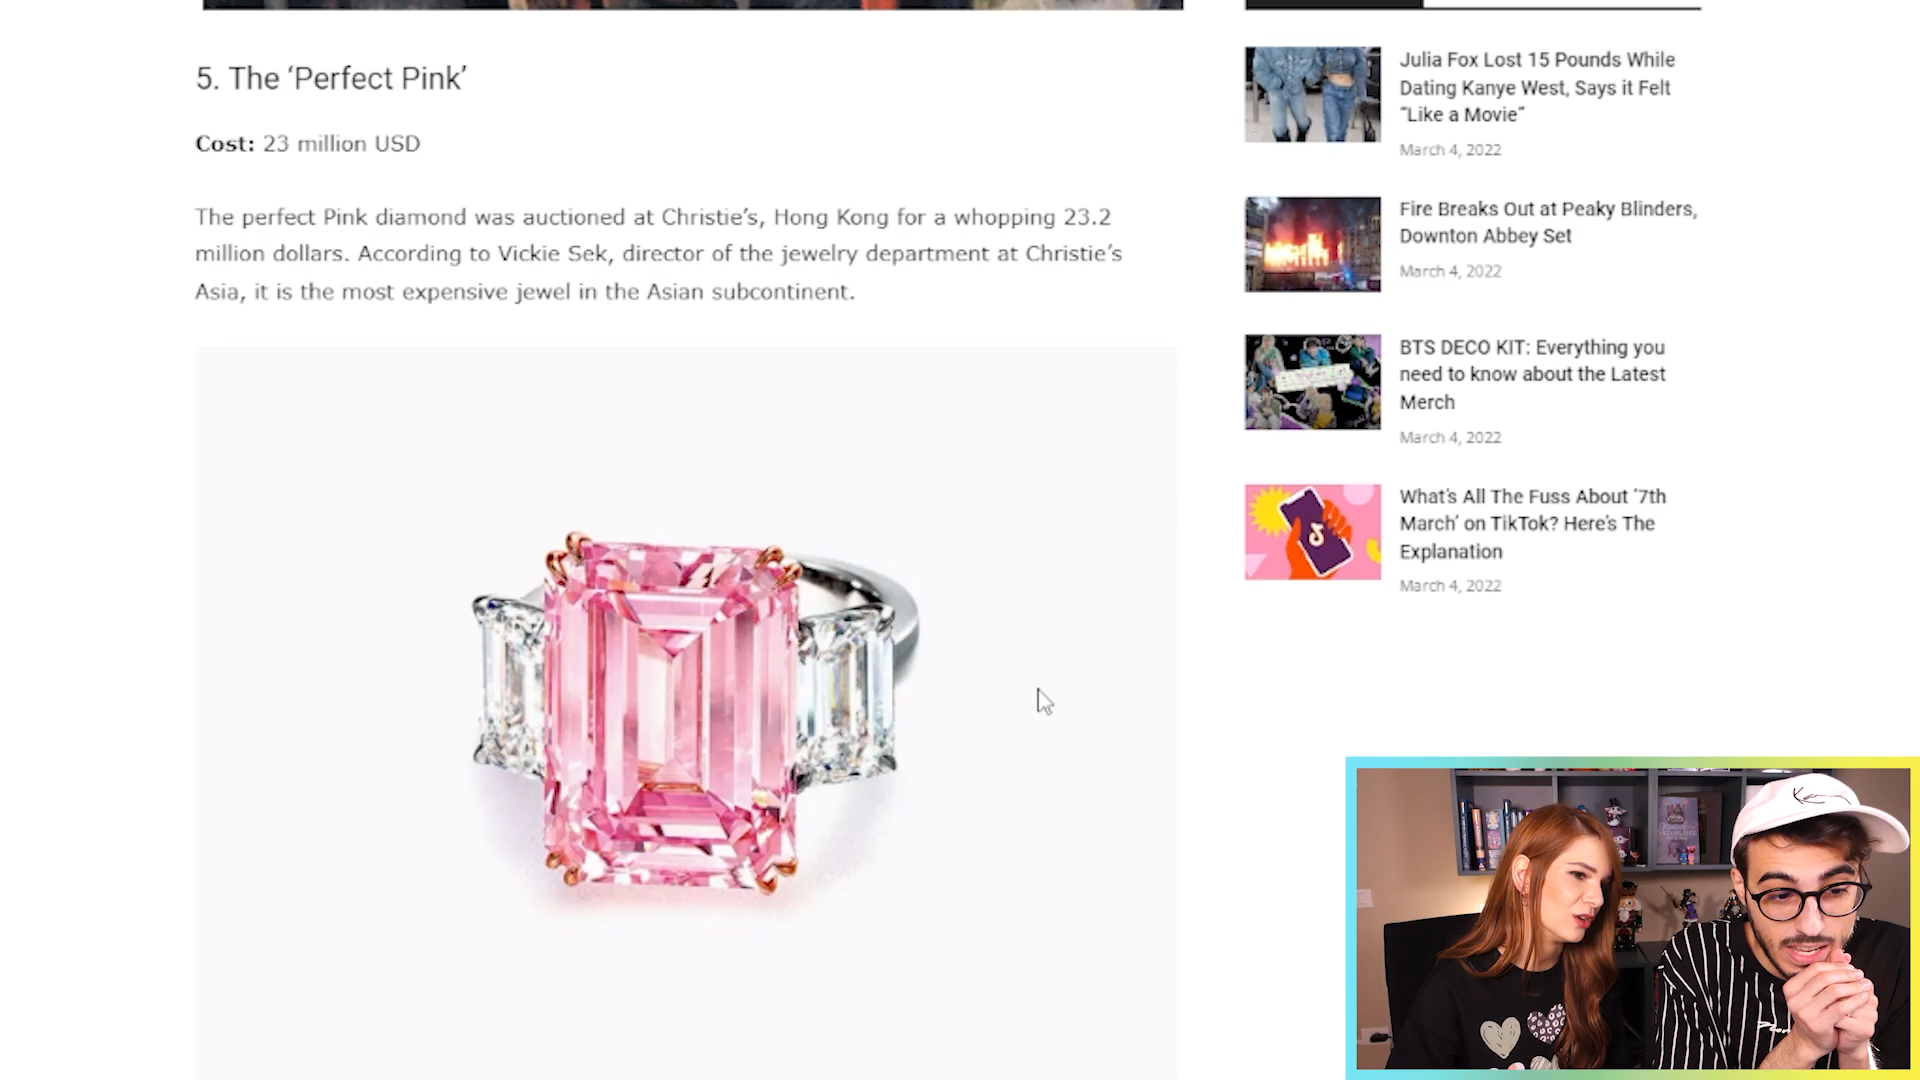 5. The ‘Perfect Pink’
Cost: 23 million USD
The perfect Pink diamond was auctioned at Christie’s, Hong Kong for a whopping 23.2
million dollars. According to Vickie Sek, director of the jewelry department at Christie’s
Asia, it is the most expensive jewel in the Asian subcontinent.
Julia Fox Lost 15 Pounds While
Dating Kanye West, Says it Felt
“Like a Movie”
March 4, 2022
Fire Breaks Out at Peaky Blinders,
Downton Abbey Set
March 4, 2022
BTS DECO KIT: Everything you
need to know about the Latest
Merch
March 4, 2022
What’s All The Fuss About ‘7th
March’ on TikTok? Here’s The
Explanation
March 4, 2022